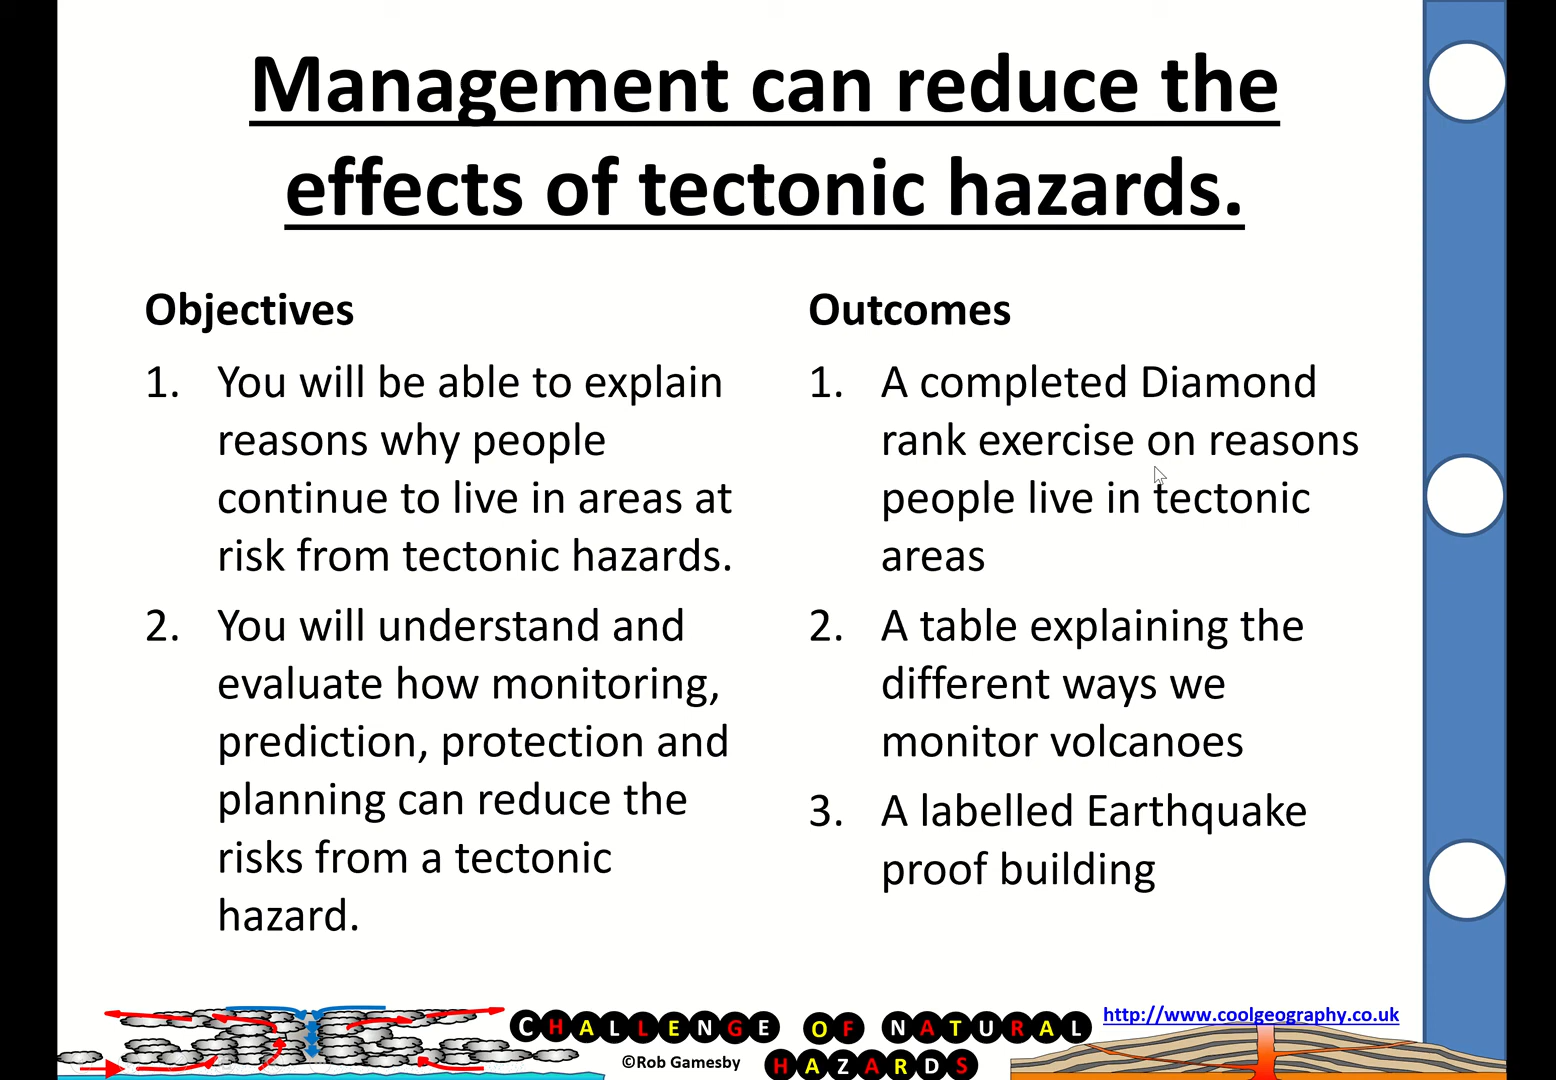 Management can reduce the
effects of tectonic hazards.
Objectives
1. You will be able to explain
reasons why people
continue to live in areas at
risk from tectonic hazards.
2. You will understand and
evaluate how monitoring,
prediction, protection and
planning can reduce the
risks from a tectonic
hazard.
Outcomes
1. A completed Diamond
rank exercise on reasons
people live in tectonic
areas
2. A table explaining the
different ways we
monitor volcanoes
3. A labelled Earthquake
proof building
CHALLENGE OF NATURAL
HAZARDS
©Rob Gamesby
http://www.coolgeography.co.uk